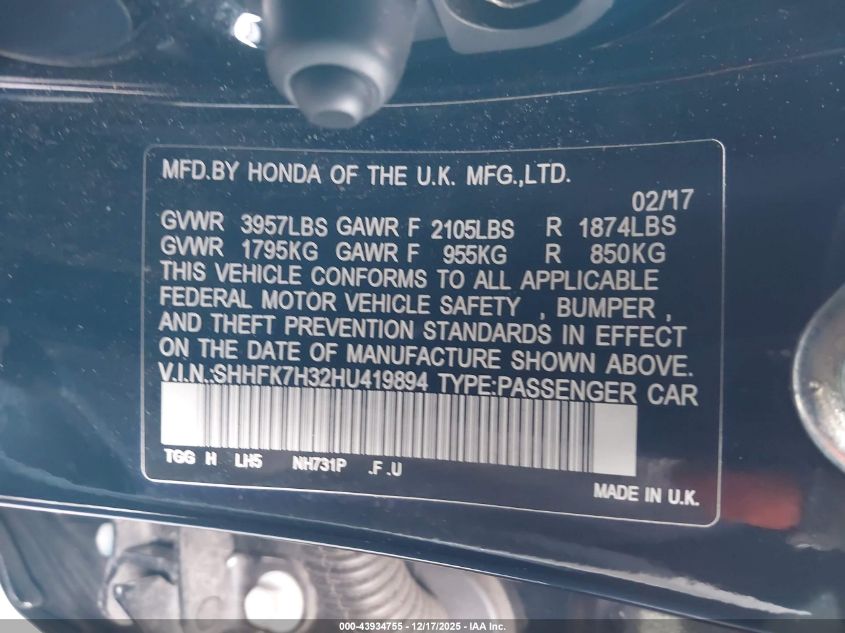 MFD.BY HONDA OF THE U.K. MFG.,LTD.
02/'17
GVWR 3957LBS GAWR F 2105LBS R 1874LBS
GVWR 1795KG GAWR F 955KG R 850KG
THIS VEHICLE CONFORMS TO ALL APPLICABLE
FEDERAL MOTOR VEHICLE SAFETY , BUMPER ,
AND THEFT PREVENTION STANDARDS IN EFFECT
ON THE DATE OF MANUFACTURE SHOWN ABOVE.
V.I.N.:SHHFK7H32HU419894 TYPE:PASSENGER CAR
TGG H LH5 NH731P .F .U
MADE IN U.K.
000-43934755 - 12/17/2025 - IAA Inc.